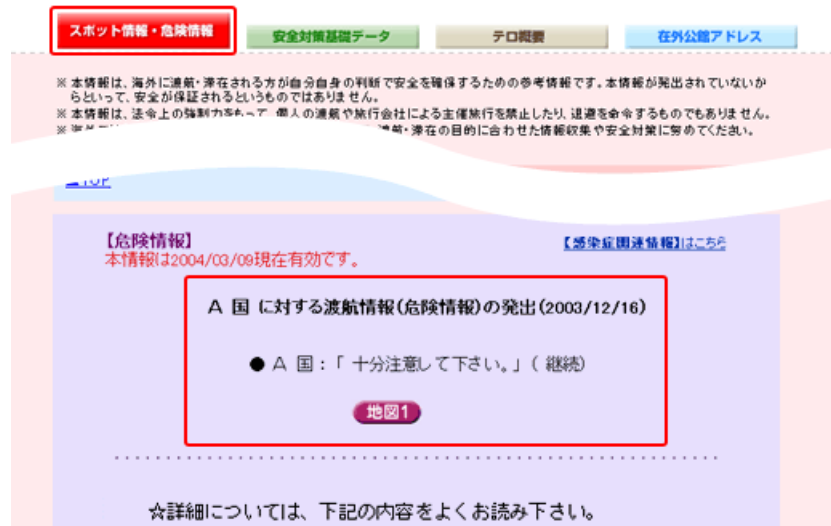 スポット情報・危険情報
安全対策基礎データ
テロ概要
在外公館アドレス
※ 本情報は、海外に渡航・滞在される方が自分自身の判断で安全を確保するための参考情報です。本情報が発出されていないか
らといって、安全が保証されるというものではありません。
※ 本情報は、法令上の強制力をもって、個人の渡航や旅行会社による主催旅行を禁止したり、退避を命令するものでもありません。
渡航・滞在の目的に合わせた情報収集や安全対策に努めてください。
▲TOP
【危険情報】
【感染症関連情報】はこちら
本情報は2004/03/09現在有効です。
A 国 に対する渡航情報(危険情報)の発出(2003/12/16)
● A 国:「 十分注意して下さい。」( 継続)
地図1
☆詳細については、下記の内容をよくお読み下さい。